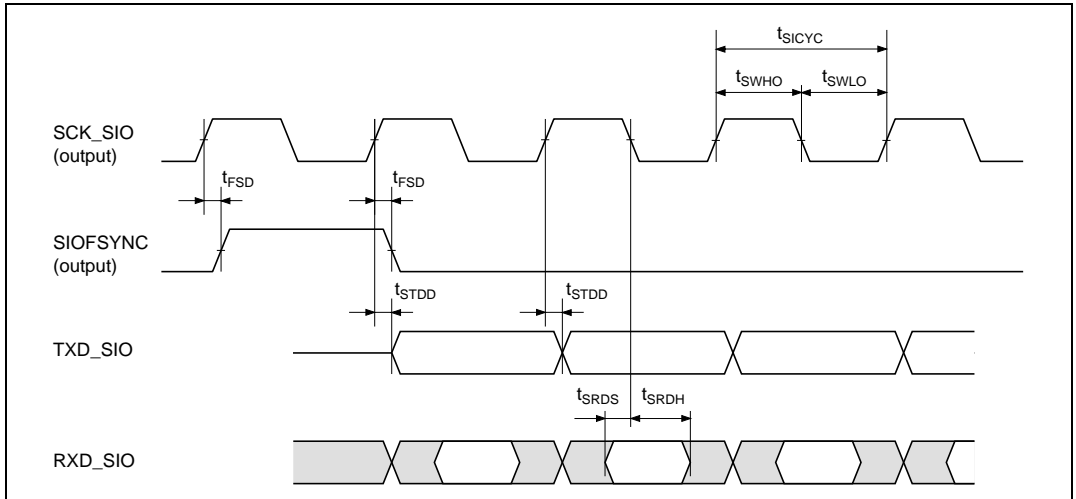 tSICYC
tSWHO
tSWLO
SCK_SIO
(output)
tFSD
tFSD
SIOFSYNC
(output)
tSTDD
tSTDD
TXD_SIO
tSRDS
tSRDH
RXD_SIO